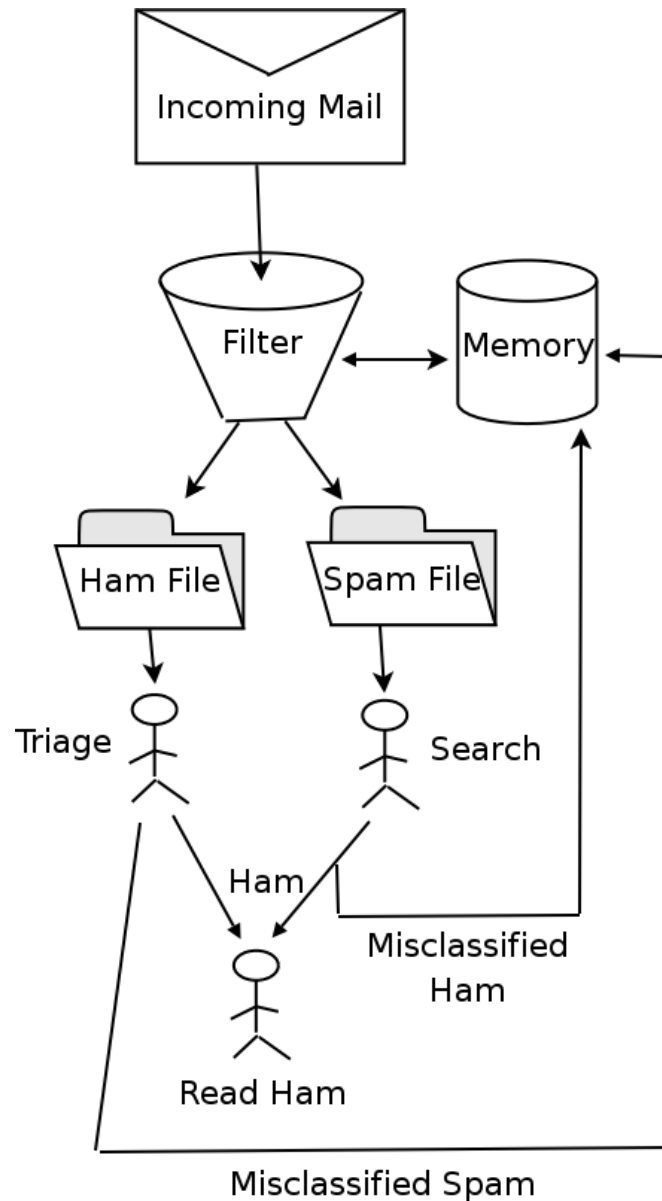 Incoming Mail
Filter
Memory
Ham File
Spam File
Triage
Search
Ham
Misclassified
Ham
Read Ham
Misclassified Spam